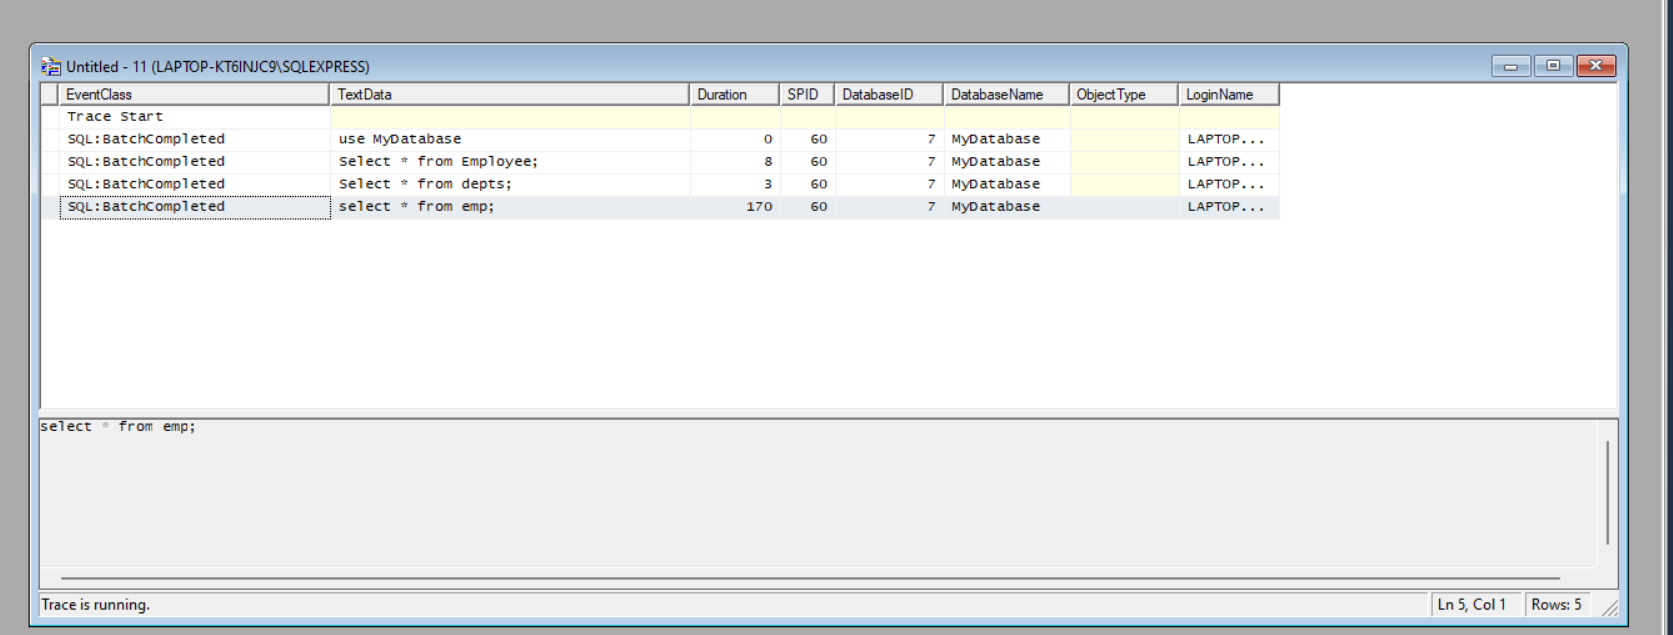 Untitled - 11 (LAPTOP-KT6INJC9\SQLEXPRESS)
EventClass TextData Duration SPID DatabaseID DatabaseName ObjectType LoginName
Trace Start
SQL:BatchCompleted use MyDatabase 0 60 7 MyDatabase LAPTOP...
SQL:BatchCompleted Select * from Employee; 8 60 7 MyDatabase LAPTOP...
SQL:BatchCompleted Select * from depts; 3 60 7 MyDatabase LAPTOP...
SQL:BatchCompleted select * from emp; 170 60 7 MyDatabase LAPTOP...
select * from emp;
Trace is running. Ln 5, Col 1 Rows: 5